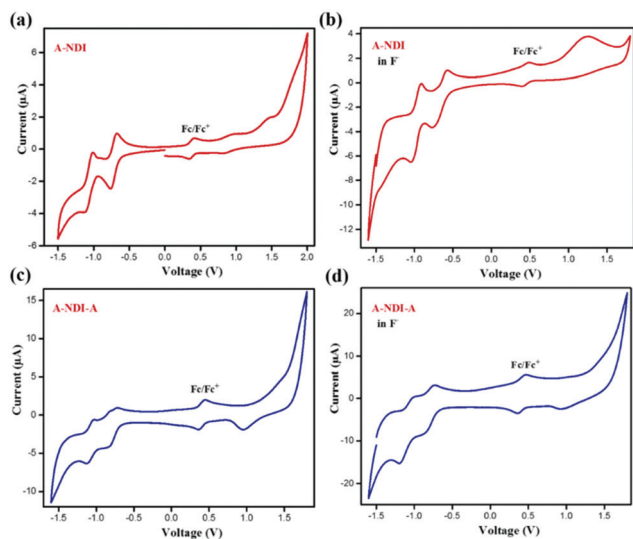 (a)
A-NDI
Fc/Fc⁺
Current (µA)
6
4
2
0
-2
-4
-6
-1.5 -1.0 -0.5 0.0 0.5 1.0 1.5 2.0
Voltage (V)
(b)
A-NDI
in F⁻
Fc/Fc⁺
Current (µA)
4
2
0
-2
-4
-6
-8
-10
-12
-1.5 -1.0 -0.5 0.0 0.5 1.0 1.5
Voltage (V)
(c)
A-NDI-A
Fc/Fc⁺
Current (µA)
15
10
5
0
-5
-10
-1.5 -1.0 -0.5 0.0 0.5 1.0 1.5
Voltage (V)
(d)
A-NDI-A
in F⁻
Fc/Fc⁺
Current (µA)
20
10
0
-10
-20
-1.5 -1.0 -0.5 0.0 0.5 1.0 1.5
Voltage (V)